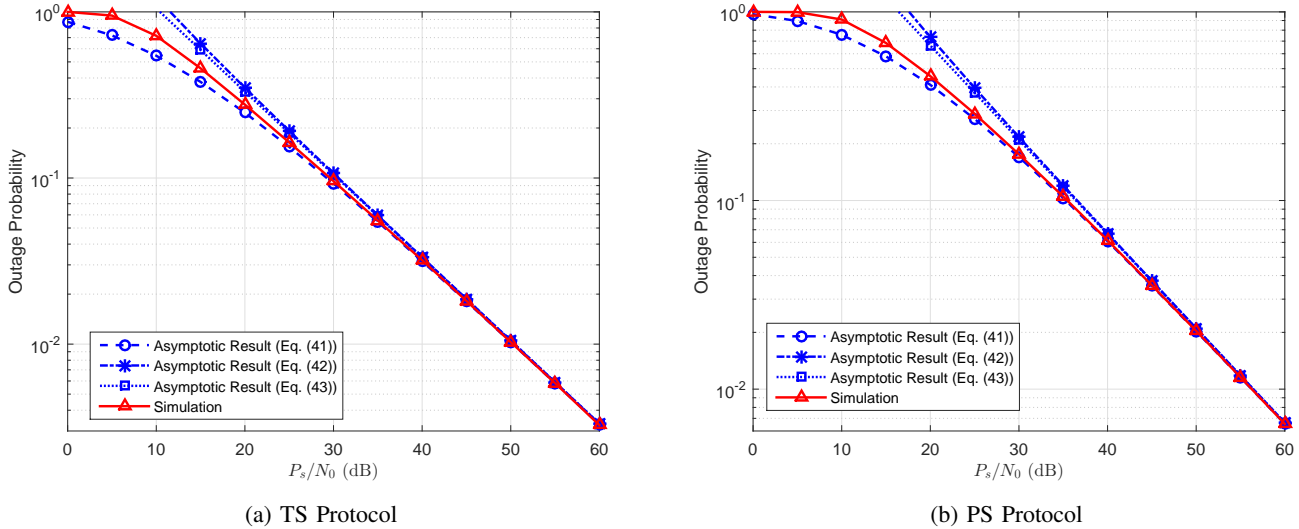 10^0
10^-1
10^-2
Outage Probability
Asymptotic Result (Eq. (41))
Asymptotic Result (Eq. (42))
Asymptotic Result (Eq. (43))
Simulation
0 10 20 30 40 50 60
P_s/N_0 (dB)
(a) TS Protocol
10^0
10^-1
10^-2
Outage Probability
Asymptotic Result (Eq. (41))
Asymptotic Result (Eq. (42))
Asymptotic Result (Eq. (43))
Simulation
0 10 20 30 40 50 60
P_s/N_0 (dB)
(b) PS Protocol